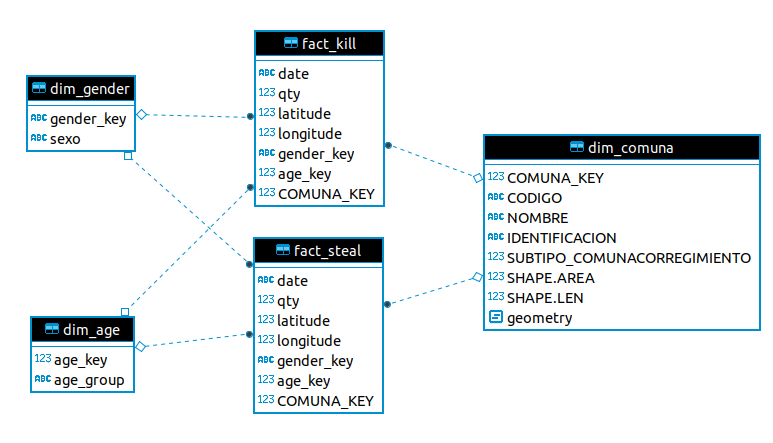 dim_gender
ABC gender_key
ABC sexo
fact_kill
ABC date
123 qty
123 latitude
123 longitude
ABC gender_key
123 age_key
123 COMUNA_KEY
dim_age
123 age_key
ABC age_group
fact_steal
ABC date
123 qty
123 latitude
123 longitude
ABC gender_key
123 age_key
123 COMUNA_KEY
dim_comuna
123 COMUNA_KEY
ABC CODIGO
ABC NOMBRE
ABC IDENTIFICACION
123 SUBTIPO_COMUNACORREGIMIENTO
123 SHAPE.AREA
123 SHAPE.LEN
geometry